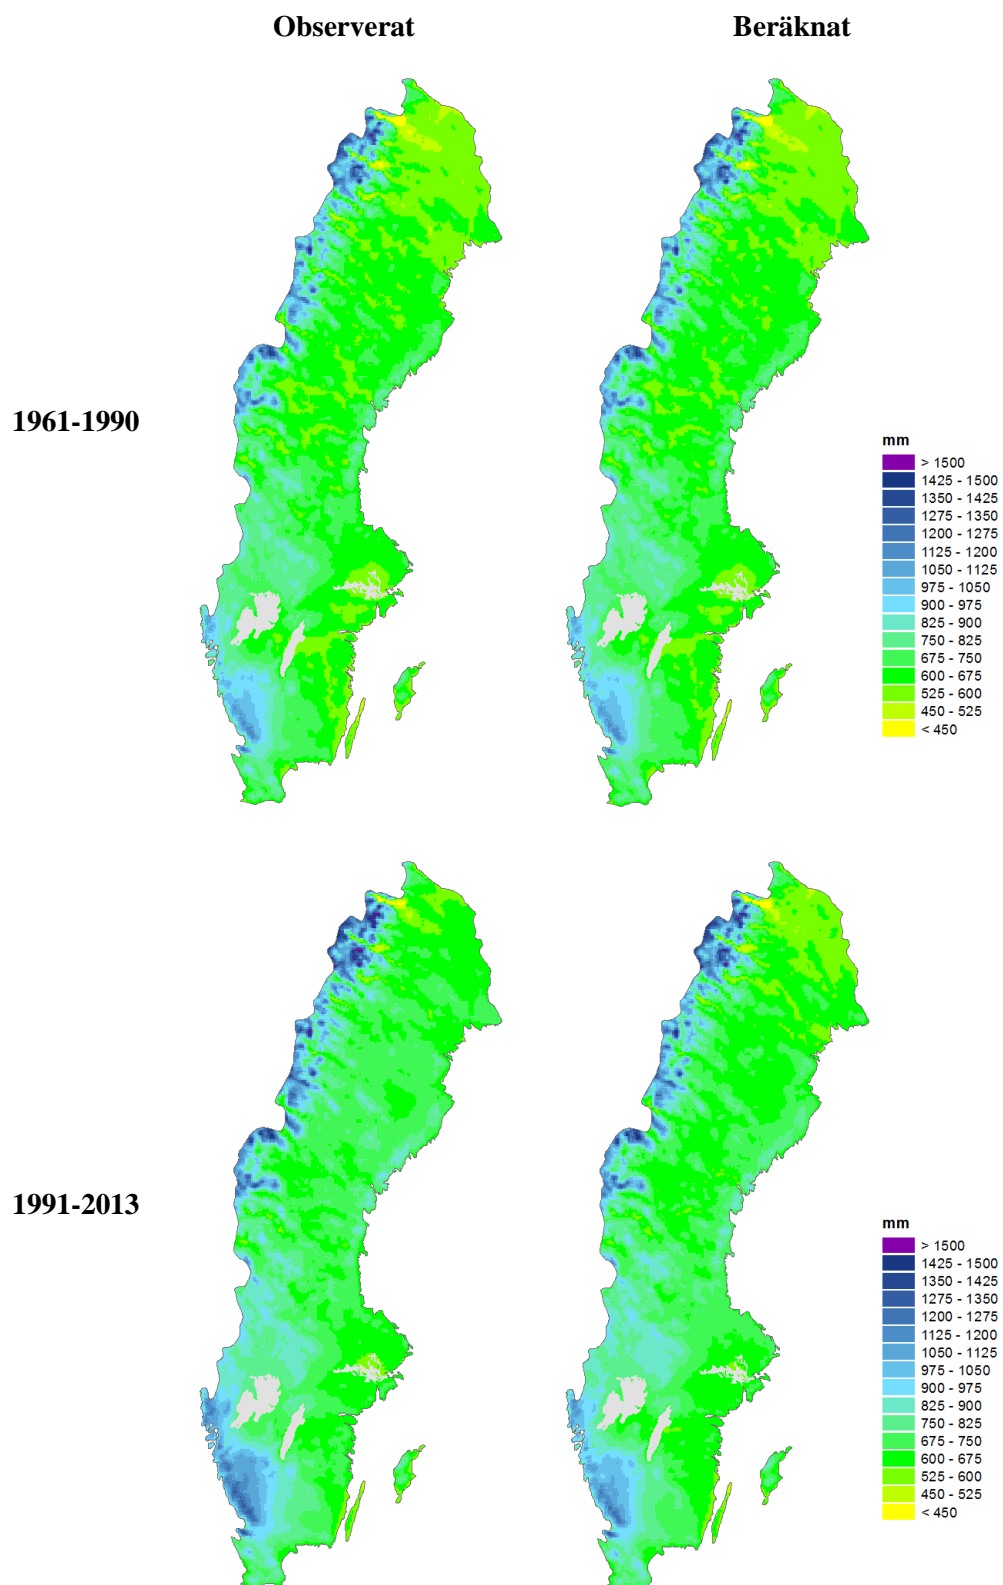 Observerat
Beräknat
1961-1990
mm
> 1500
1425 - 1500
1350 - 1425
1275 - 1350
1200 - 1275
1125 - 1200
1050 - 1125
975 - 1050
900 - 975
825 - 900
750 - 825
675 - 750
600 - 675
525 - 600
450 - 525
< 450
1991-2013
mm
> 1500
1425 - 1500
1350 - 1425
1275 - 1350
1200 - 1275
1125 - 1200
1050 - 1125
975 - 1050
900 - 975
825 - 900
750 - 825
675 - 750
600 - 675
525 - 600
450 - 525
< 450